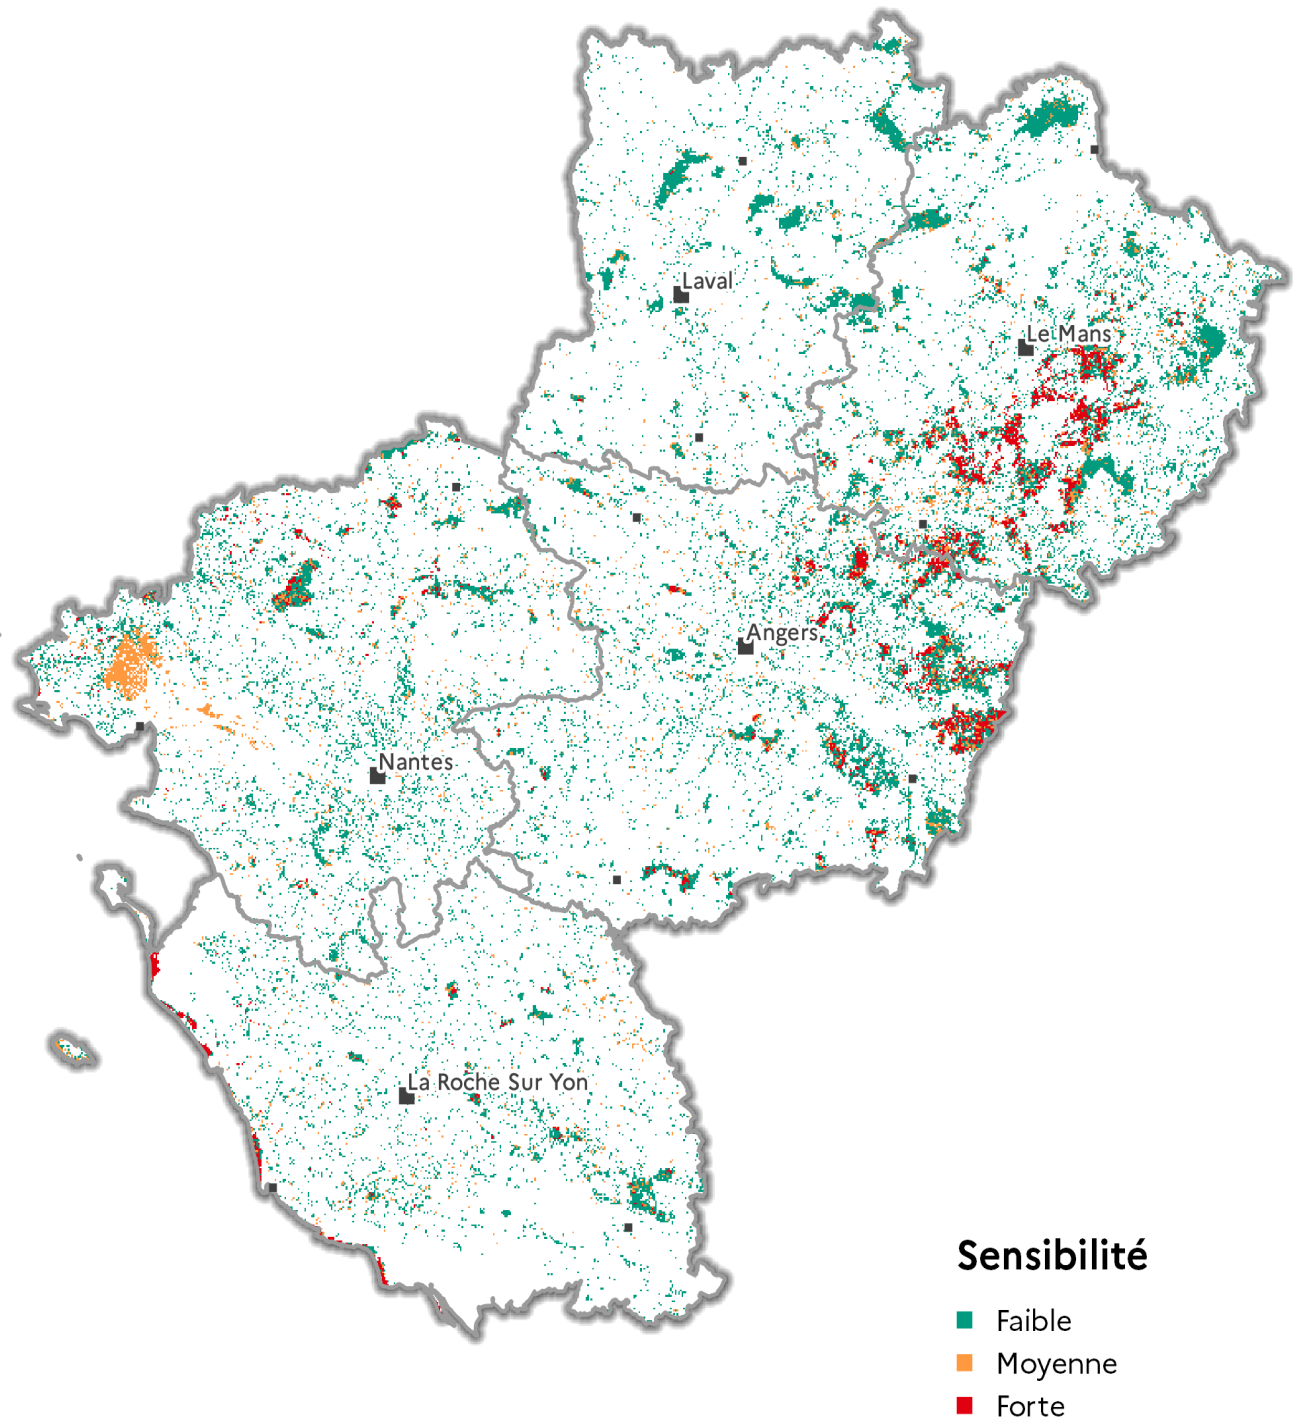 Laval
Le Mans
Angers
Nantes
La Roche Sur Yon
Sensibilité
Faible
Moyenne
Forte